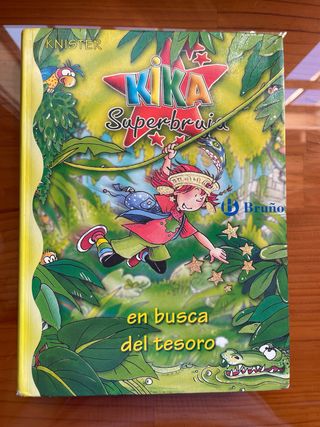 KNISTER
KIKA
Superbruja
Bruño
en busca
del tesoro